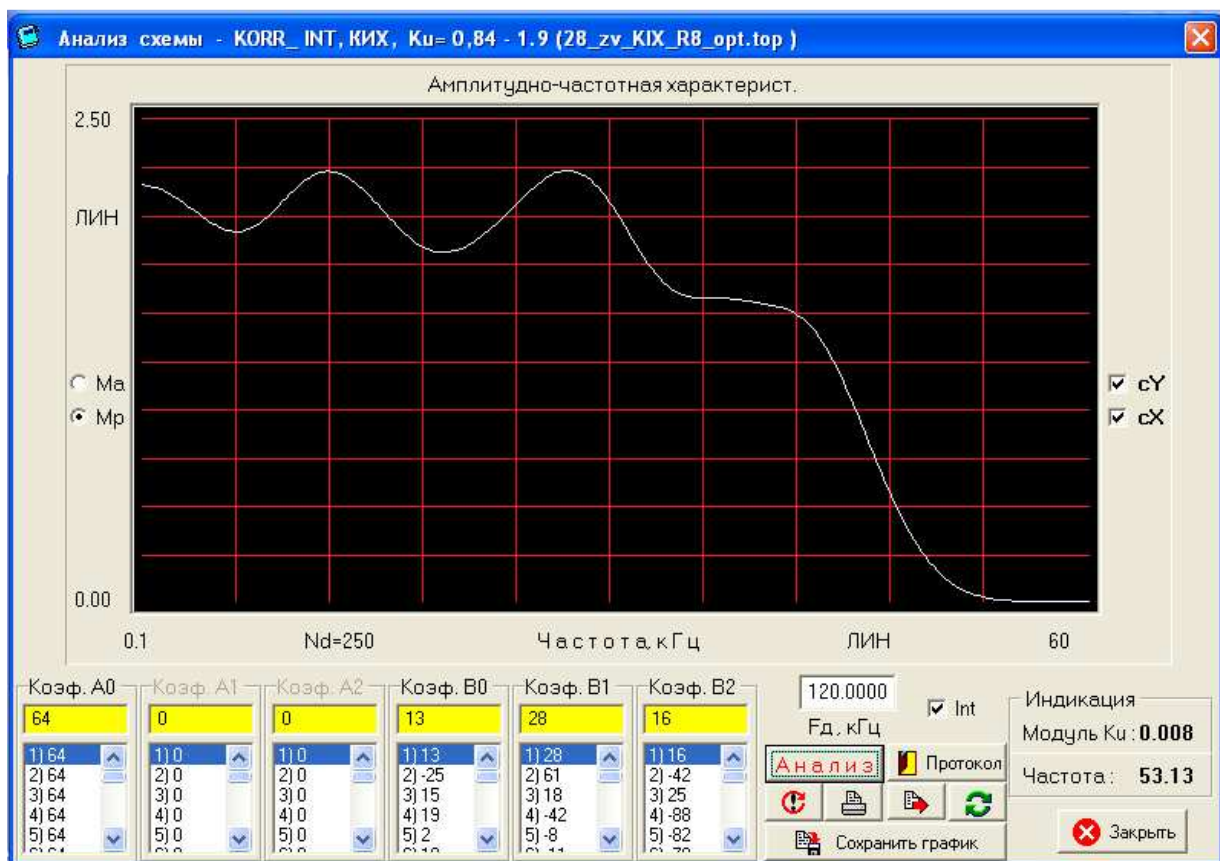 Анализ схемы - KORR_ INT, КИХ, Ku= 0,84 - 1.9 (28_zv_KIX_R8_opt.top )
Амплитудно-частотная характерист.
2.50
ЛИН
Ma
Mp
cY
cX
0.00
0.1 Nd=250 Частота, кГц ЛИН 60
Коэф. A0 Коэф. A1 Коэф. A2 Коэф. B0 Коэф. B1 Коэф. B2
64 0 0 13 28 16
1) 64 1) 0 1) 0 1) 13 1) 28 1) 16
2) 64 2) 0 2) 0 2) -25 2) 61 2) -42
3) 64 3) 0 3) 0 3) 15 3) 18 3) 25
4) 64 4) 0 4) 0 4) 19 4) -42 4) -88
5) 64 5) 0 5) 0 5) 2 5) -8 5) -82
120.0000
Int
Fд, кГц
Анализ
Протокол
Сохранить график
Индикация
Модуль Ku : 0.008
Частота : 53.13
Закрыть